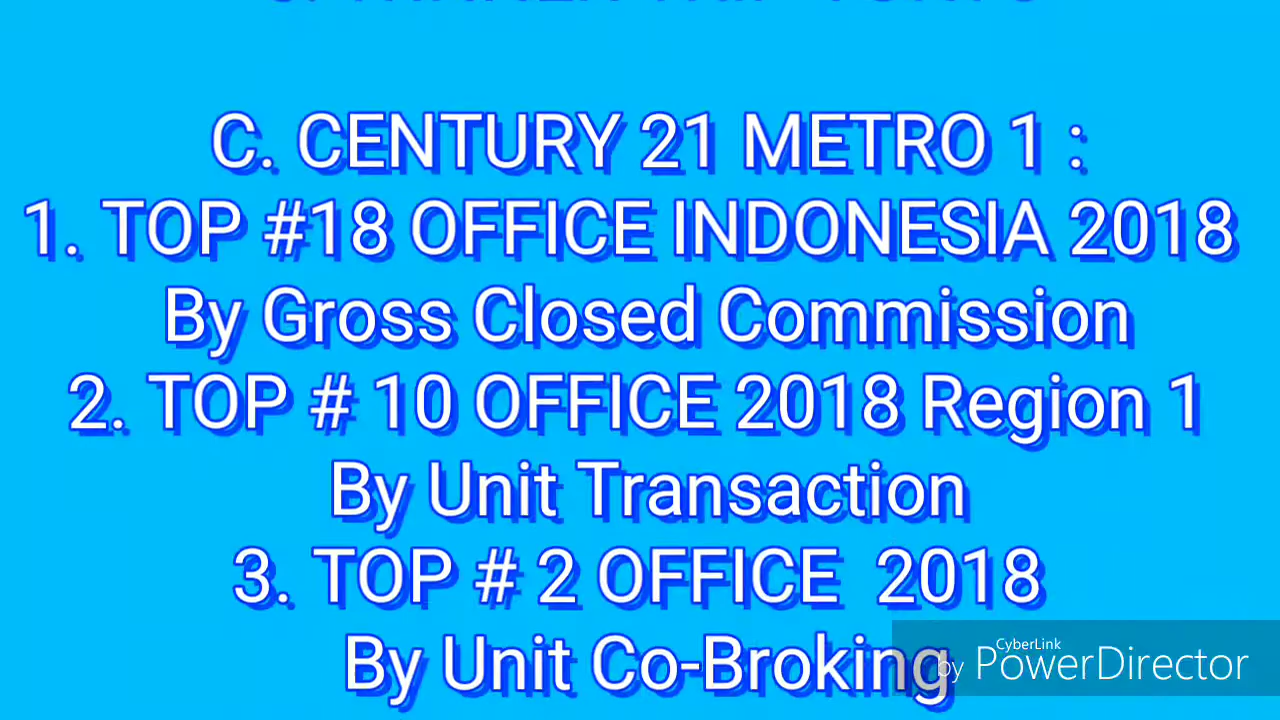 C. CENTURY 21 METRO 1 :
1. TOP #18 OFFICE INDONESIA 2018
By Gross Closed Commission
2. TOP # 10 OFFICE 2018 Region 1
By Unit Transaction
3. TOP # 2 OFFICE 2018
By Unit Co-Broking
CyberLink
by PowerDirector